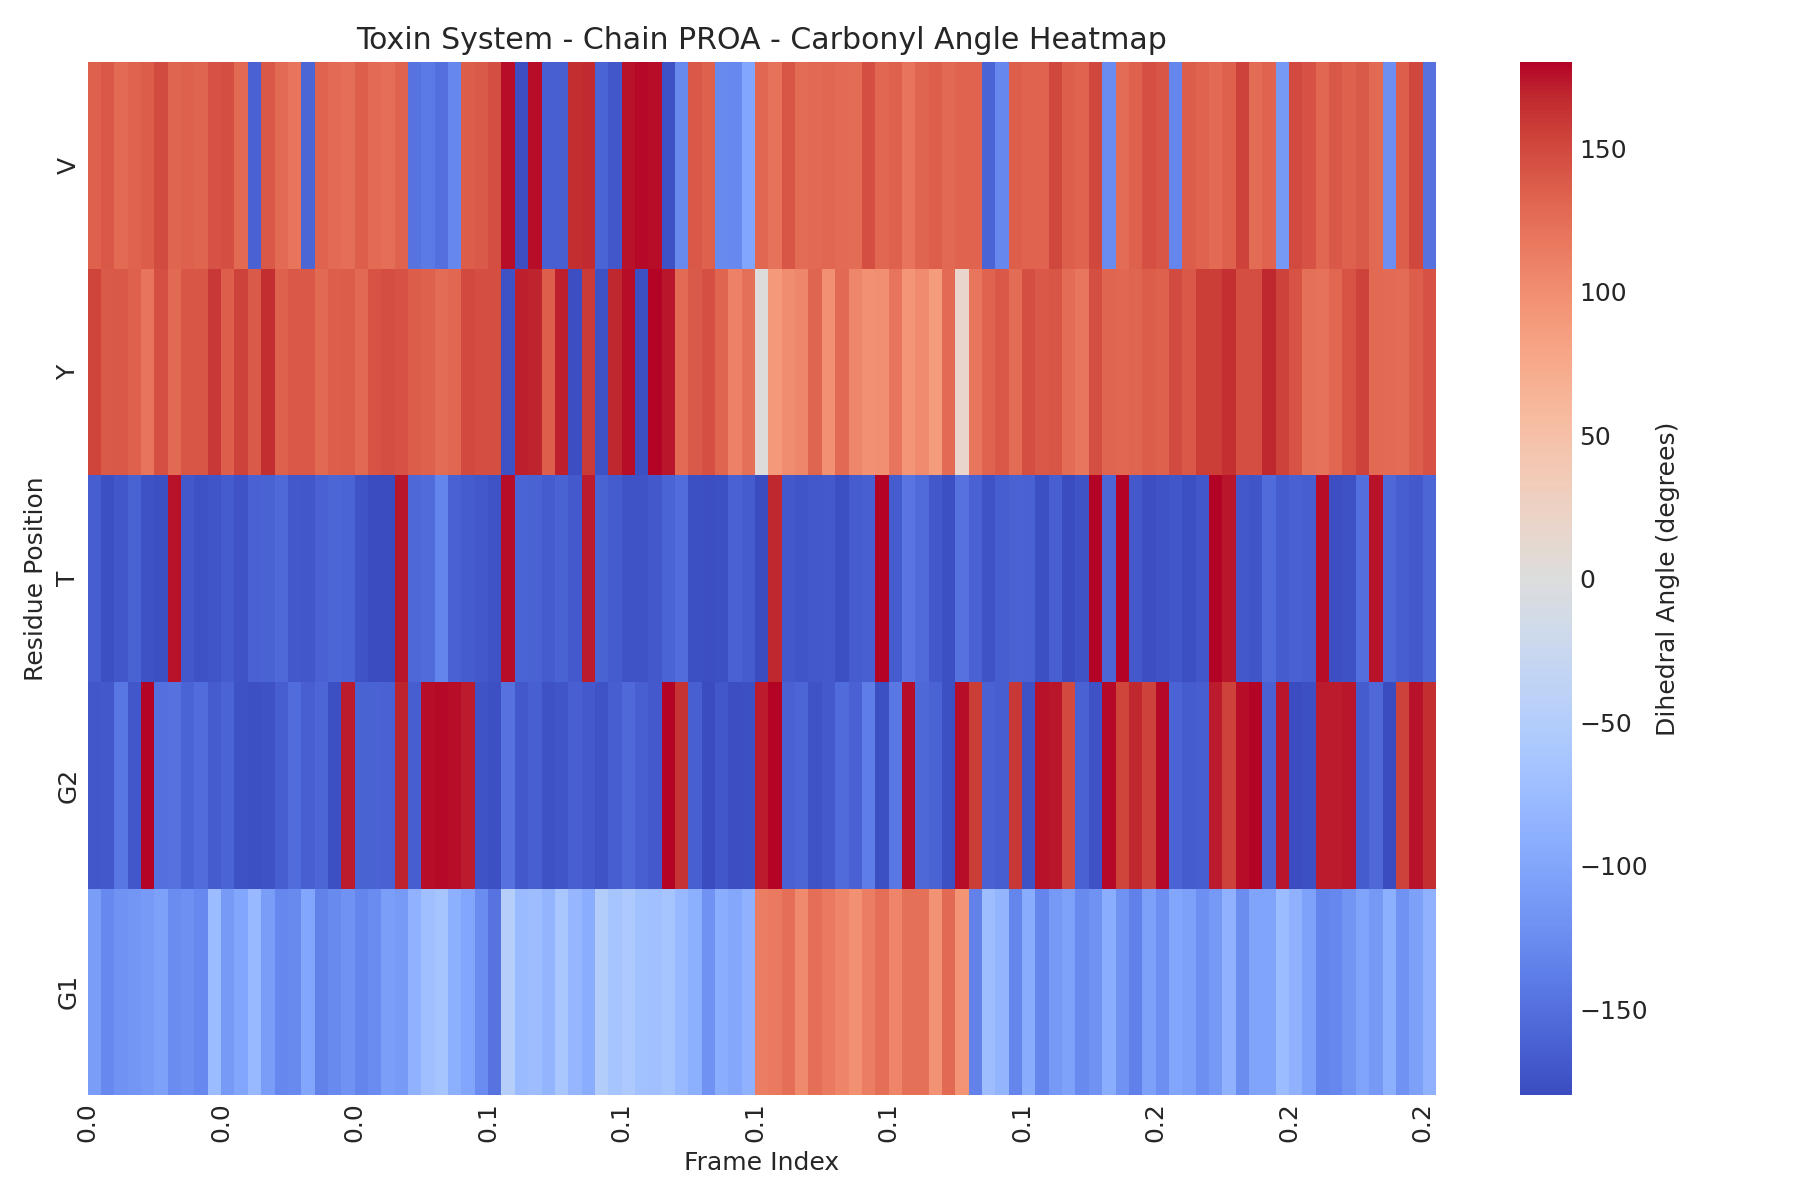 Toxin System - Chain PROA - Carbonyl Angle Heatmap
Residue Position
V
Y
T
G2
G1
0.0
0.0
0.0
0.1
0.1
0.1
0.1
0.1
0.2
0.2
0.2
Frame Index
150
100
50
0
−50
−100
−150
Dihedral Angle (degrees)